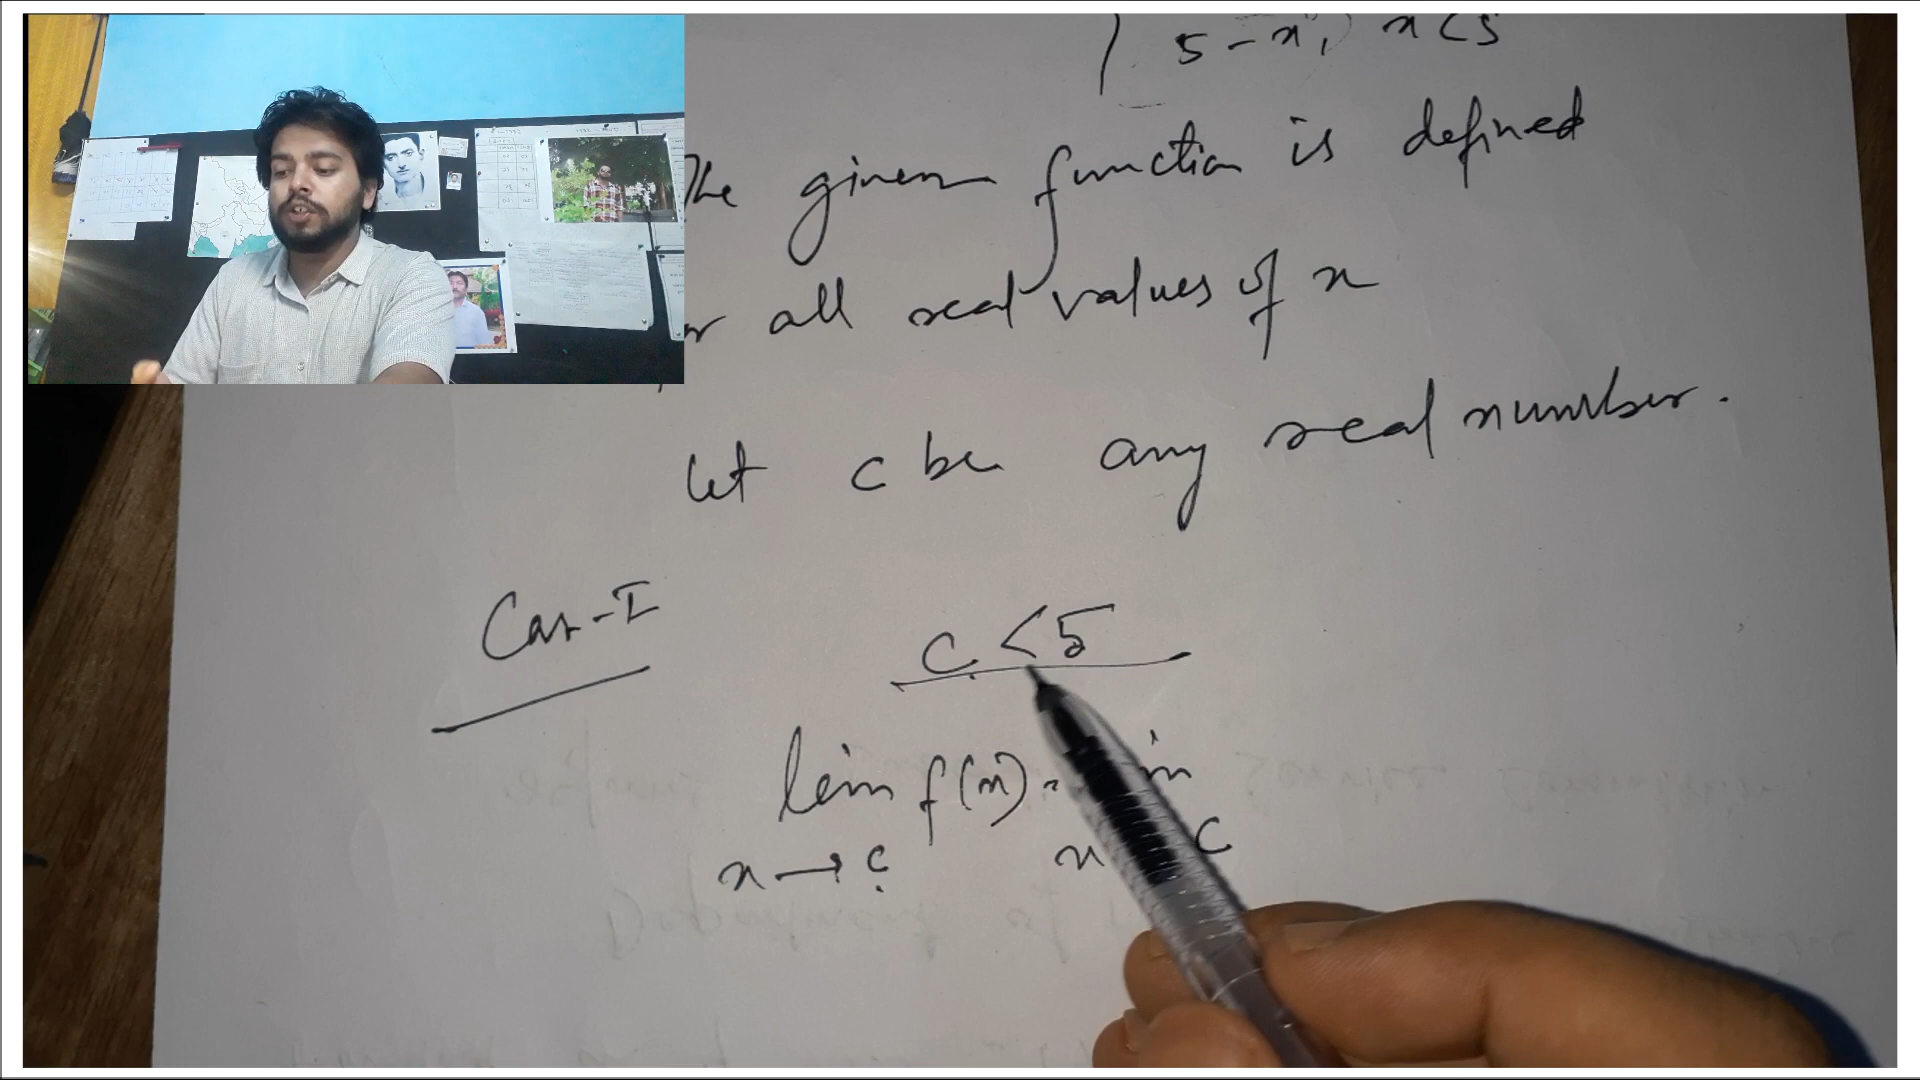 5-x, x<5
The given function is defined
all real values of x
let c be any real number.
Case-I
c<5
lim f(x) =
x→c x c